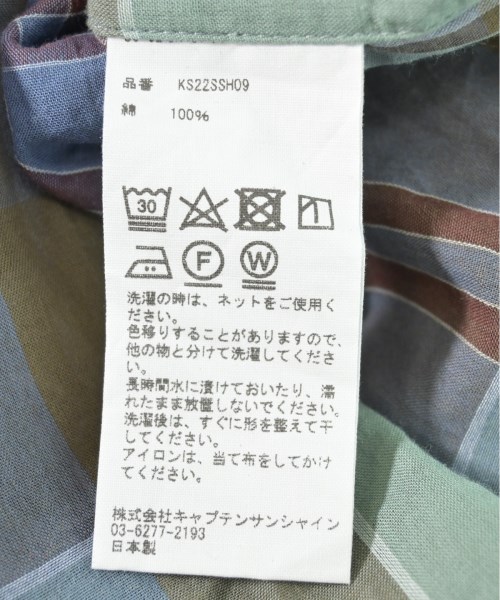 品番 KS22SSH09
綿 100%
30
F W
洗濯の時は、ネットをご使用く
ださい。
色移りすることがありますので、
他の物と分けて洗濯してくださ
い。
長時間水に漬けておいたり、濡
れたまま放置しないでください。
洗濯後は、すぐに形を整えて干
してください。
アイロンは、当て布をしてかけ
てください。
株式会社キャプテンサンシャイン
03-6277-2193
日本製